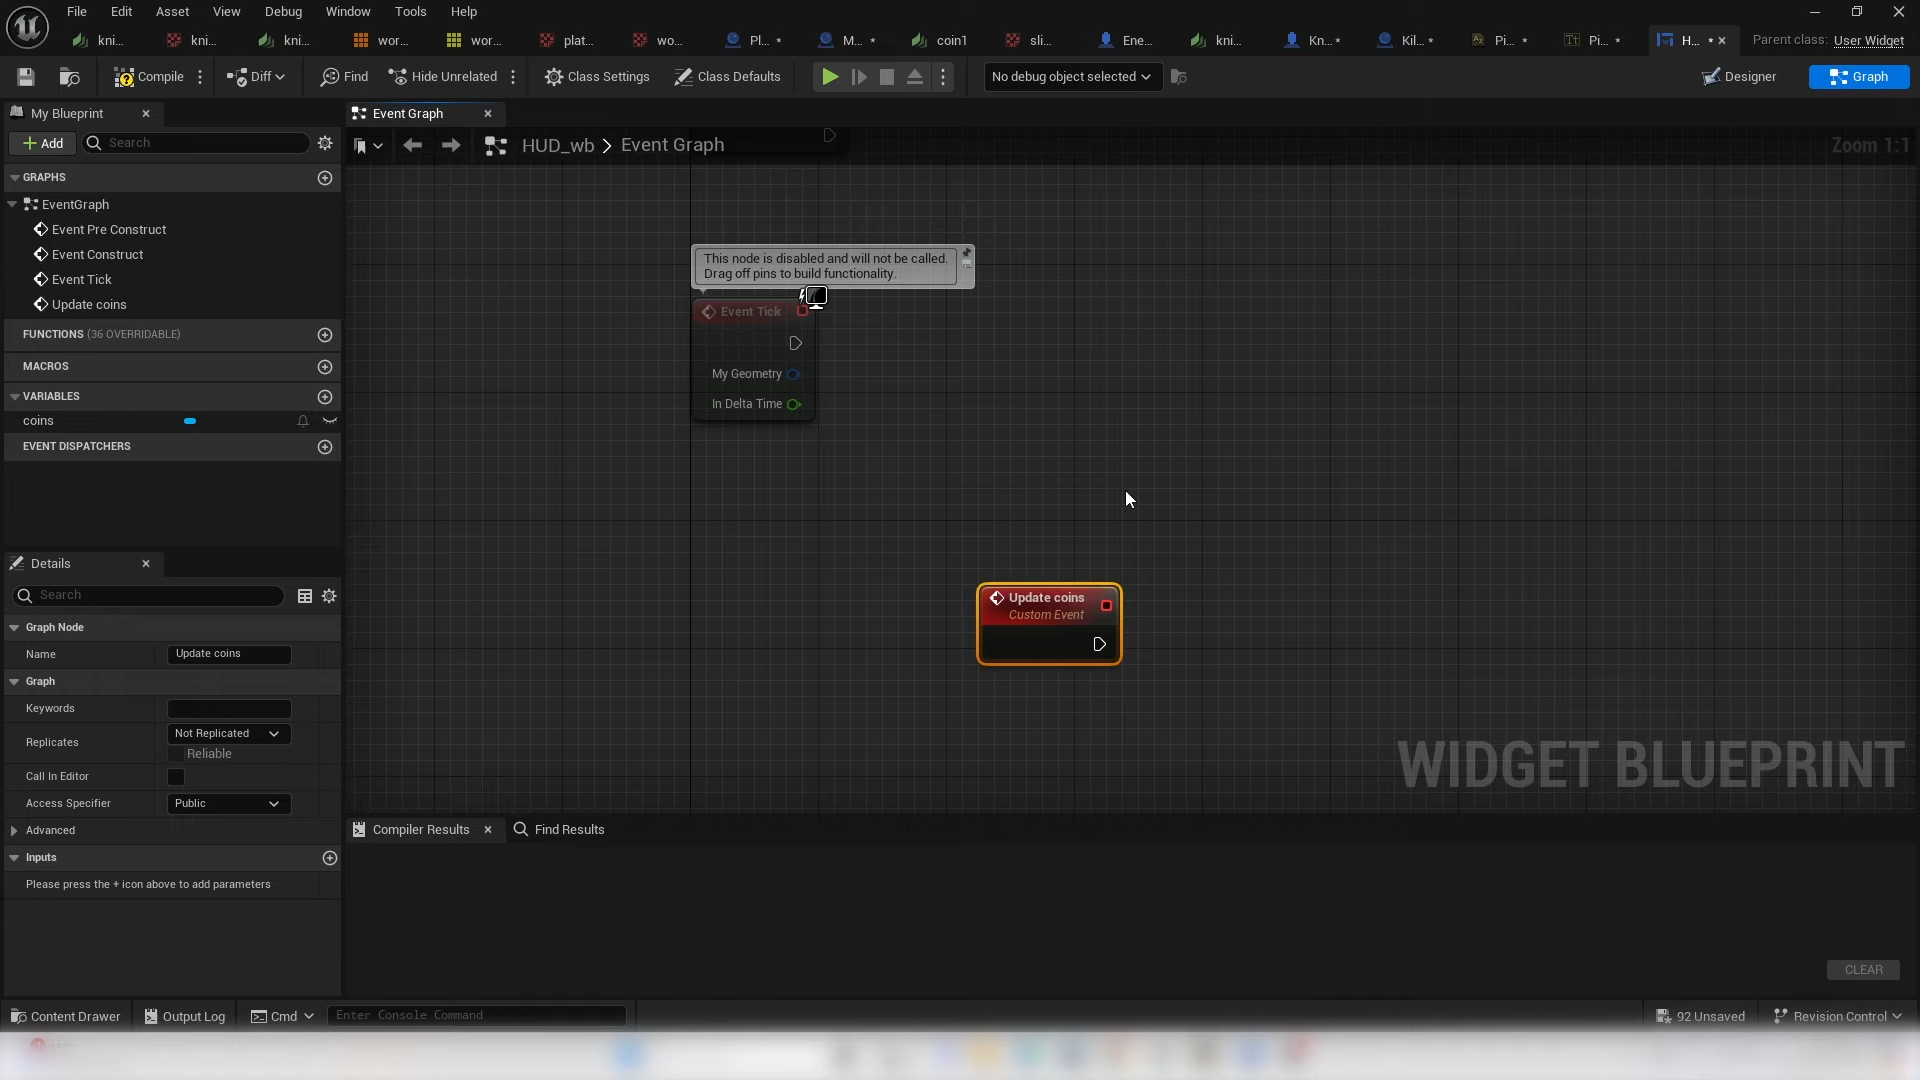 File Edit Asset View Debug Window Tools Help
kni... kni... kni... wor... wor... plat... wo... Pl... * M... * coin1 sli... Ene... kni... Kn...* Kil...* Pi... * Pi... * H... * Parent class: User Widget
Compile Diff Find Hide Unrelated Class Settings Class Defaults No debug object selected Designer Graph
My Blueprint
Event Graph
Add Search
HUD_wb > Event Graph Zoom 1:1
GRAPHS
EventGraph
Event Pre Construct
Event Construct
Event Tick
Update coins
FUNCTIONS (36 OVERRIDABLE)
MACROS
VARIABLES
coins
EVENT DISPATCHERS
This node is disabled and will not be called.
Drag off pins to build functionality.
Event Tick
My Geometry
In Delta Time
Update coins
Custom Event
WIDGET BLUEPRINT
Details
Search
Graph Node
Name Update coins
Graph
Keywords
Replicates Not Replicated
Reliable
Call In Editor
Access Specifier Public
Advanced
Inputs
Please press the + icon above to add parameters
Compiler Results Find Results
CLEAR
Content Drawer Output Log Cmd Enter Console Command 92 Unsaved Revision Control